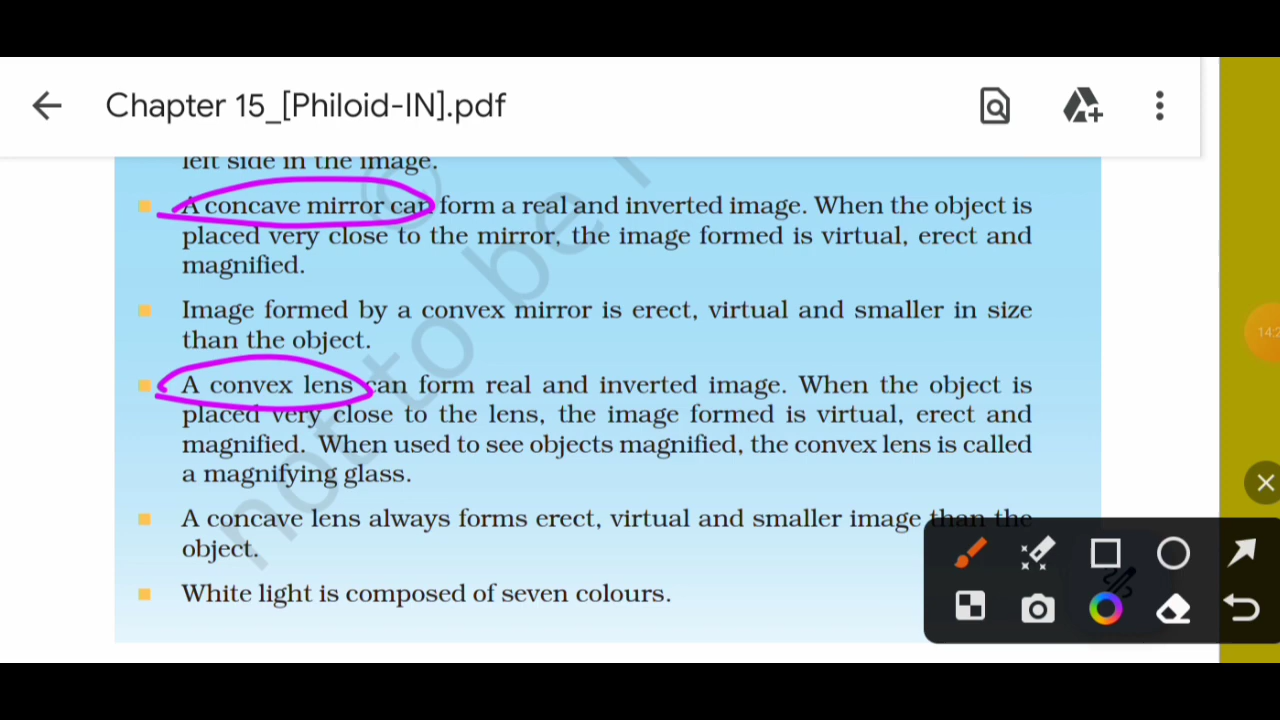 Chapter 15_[Philoid-IN].pdf
left side in the image.
A concave mirror can form a real and inverted image. When the object is
placed very close to the mirror, the image formed is virtual, erect and
magnified.
Image formed by a convex mirror is erect, virtual and smaller in size
than the object.
A convex lens can form real and inverted image. When the object is
placed very close to the lens, the image formed is virtual, erect and
magnified. When used to see objects magnified, the convex lens is called
a magnifying glass.
A concave lens always forms erect, virtual and smaller image than the
object.
White light is composed of seven colours.
©
not to be